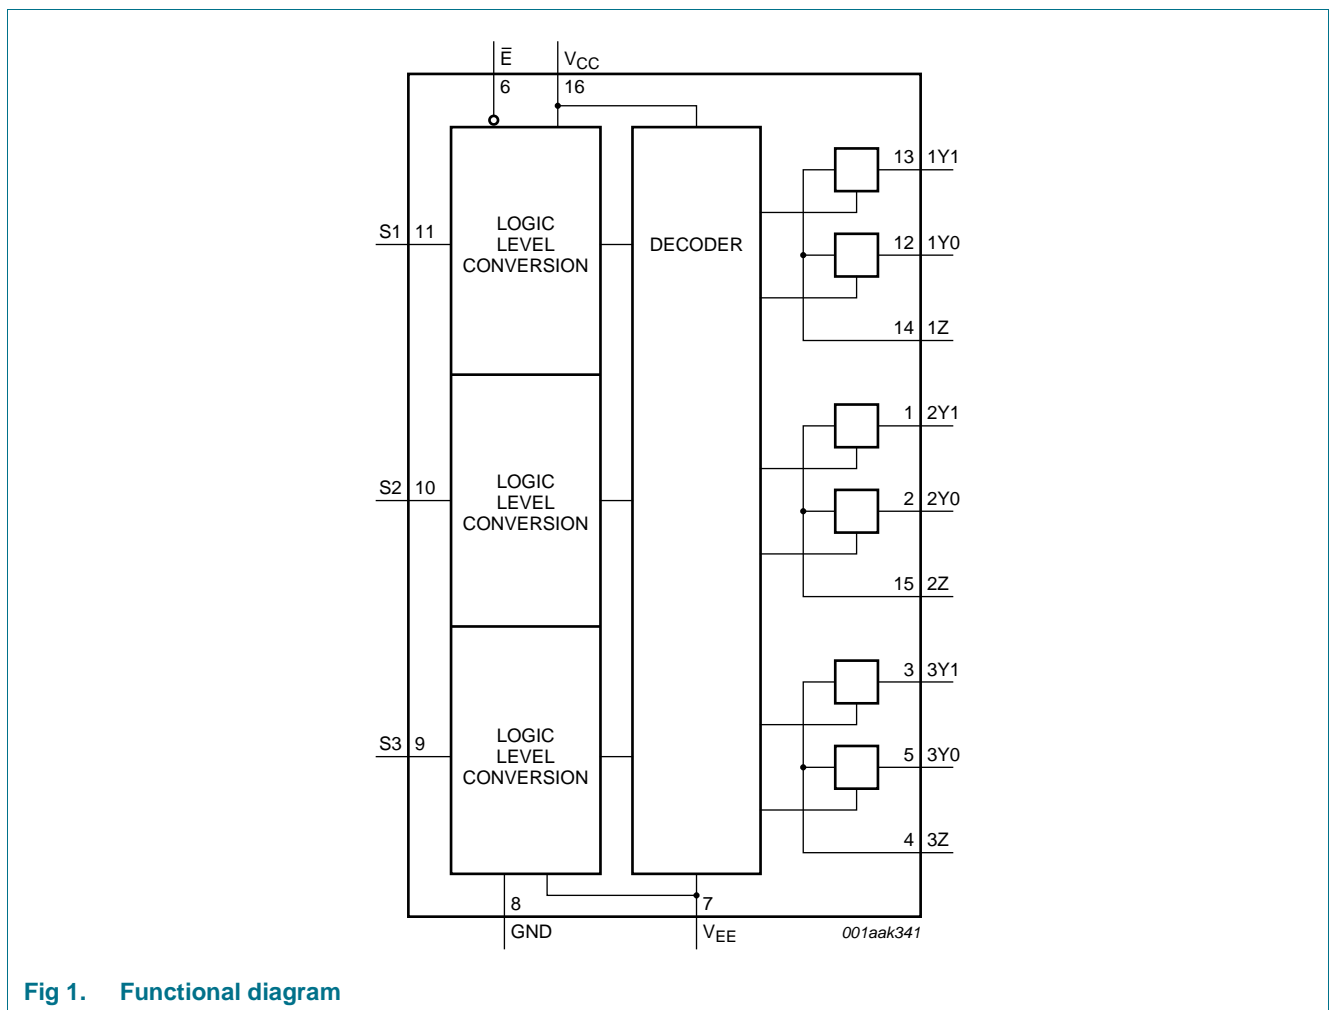 E̅ VCC
6 16
13 1Y1
S1 11
LOGIC
LEVEL
CONVERSION
DECODER
12 1Y0
14 1Z
1 2Y1
S2 10
LOGIC
LEVEL
CONVERSION
2 2Y0
15 2Z
3 3Y1
S3 9
LOGIC
LEVEL
CONVERSION
5 3Y0
4 3Z
8 7
GND VEE 001aak341
Fig 1. Functional diagram